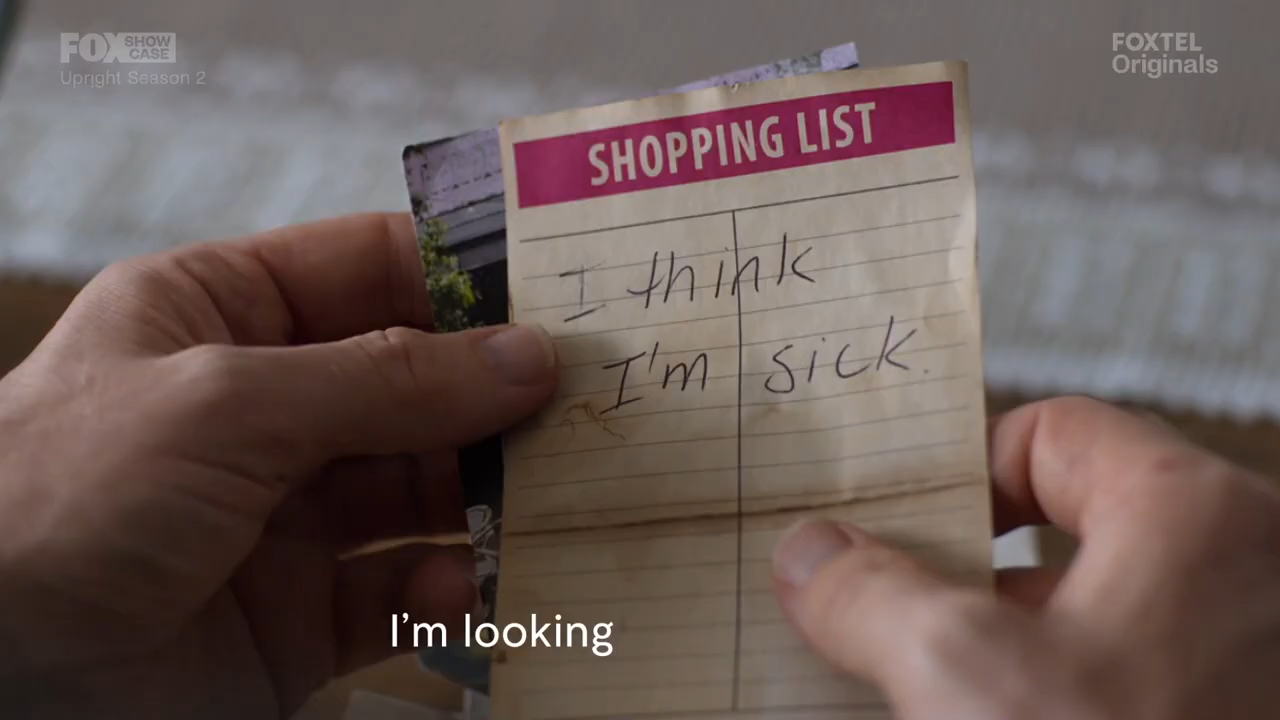 FOX SHOW CASE
Upright Season 2
FOXTEL
Originals
SHOPPING LIST
I think
I'm sick.
I'm looking